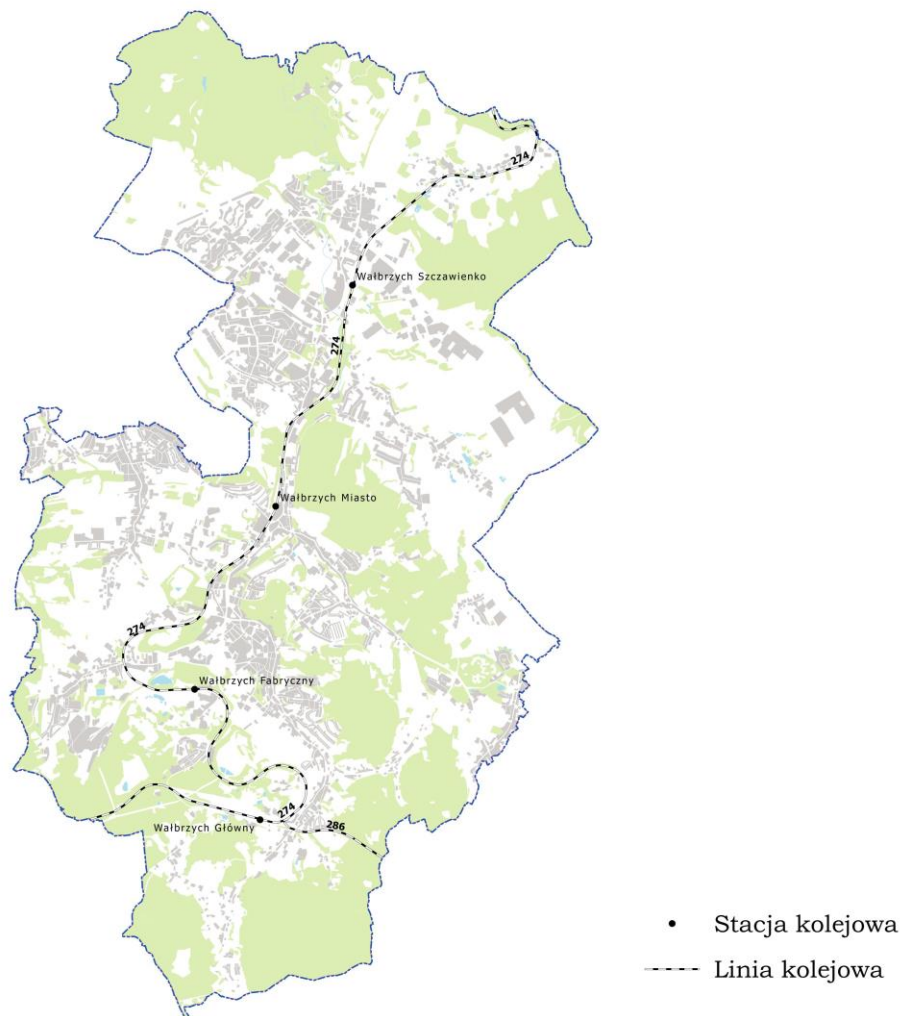 274
Wałbrzych Szczawienko
274
Wałbrzych Miasto
274
Wałbrzych Fabryczny
274
Wałbrzych Główny
286
Stacja kolejowa
Linia kolejowa